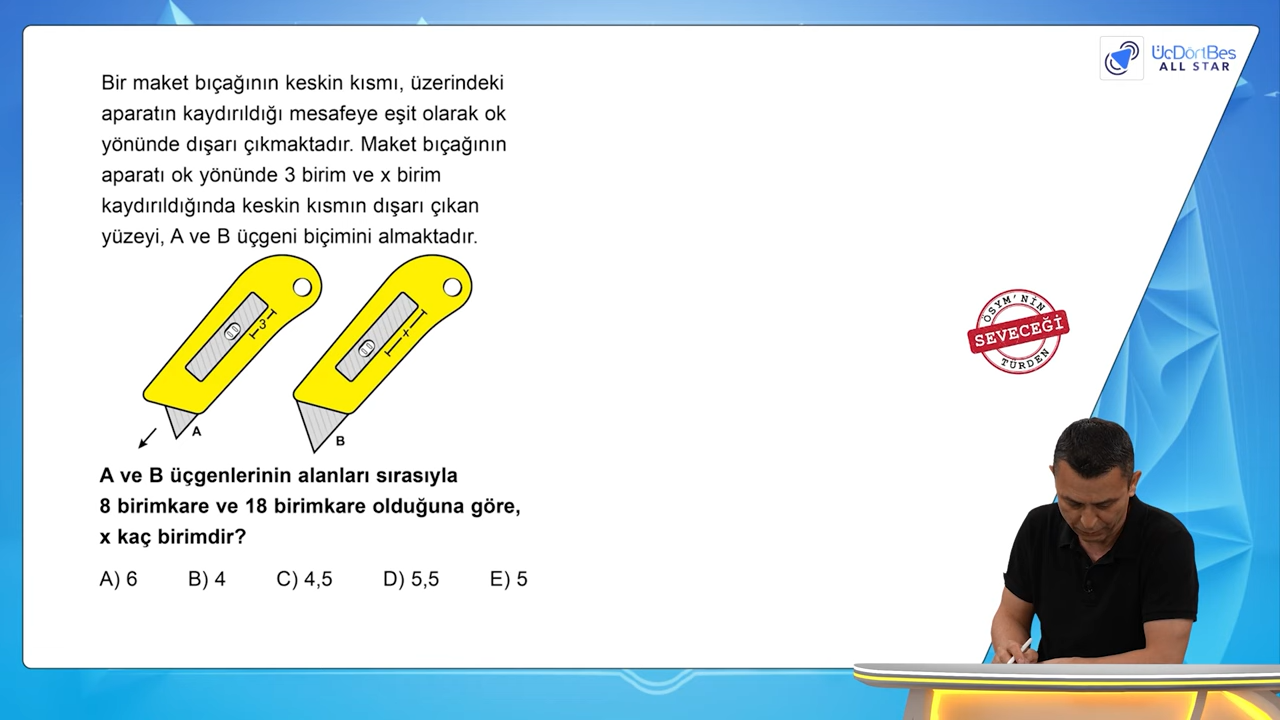 ÜçDörtBeş
ALL STAR
Bir maket bıçağının keskin kısmı, üzerindeki
aparatın kaydırıldığı mesafeye eşit olarak ok
yönünde dışarı çıkmaktadır. Maket bıçağının
aparatı ok yönünde 3 birim ve x birim
kaydırıldığında keskin kısmın dışarı çıkan
yüzeyi, A ve B üçgeni biçimini almaktadır.
3
x
A
B
ÖSYM'NİN
SEVECEĞİ
TÜRDEN
A ve B üçgenlerinin alanları sırasıyla
8 birimkare ve 18 birimkare olduğuna göre,
x kaç birimdir?
A) 6 B) 4 C) 4,5 D) 5,5 E) 5